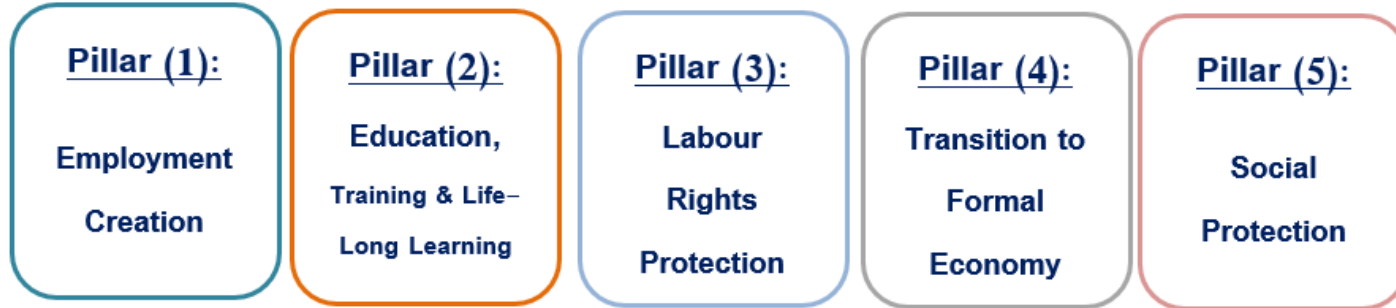 Pillar (1):
Employment
Creation
Pillar (2):
Education,
Training & Life–
Long Learning
Pillar (3):
Labour
Rights
Protection
Pillar (4):
Transition to
Formal
Economy
Pillar (5):
Social
Protection